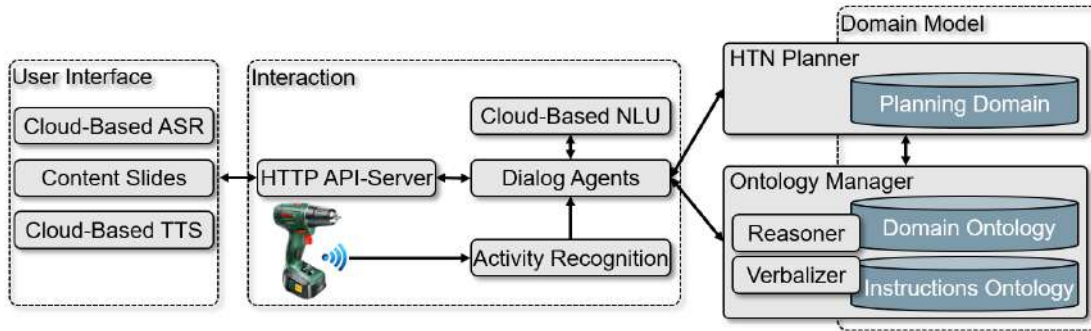 Domain Model
User Interface
Cloud-Based ASR
Content Slides
Cloud-Based TTS
Interaction
Cloud-Based NLU
HTTP API-Server
Dialog Agents
Activity Recognition
HTN Planner
Planning Domain
Ontology Manager
Reasoner
Domain Ontology
Verbalizer
Instructions Ontology